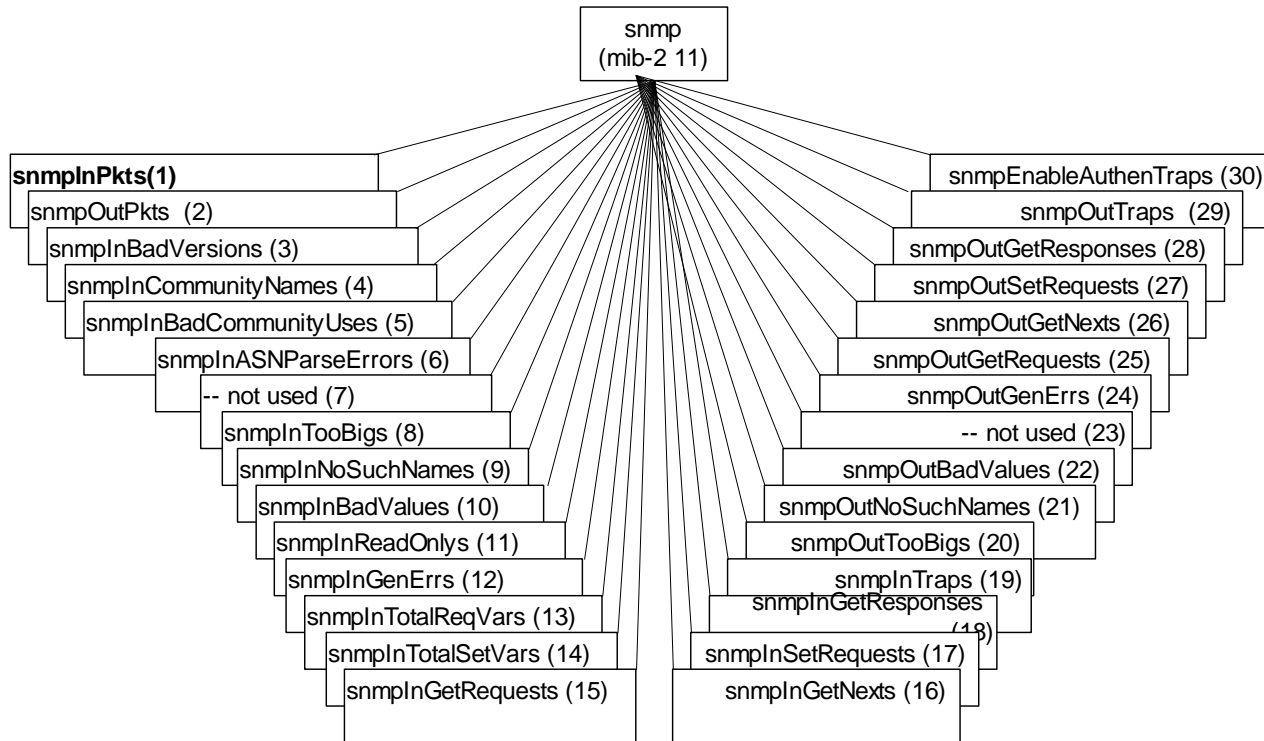 snmp
(mib-2 11)
snmpInPkts(1)
snmpOutPkts (2)
snmpInBadVersions (3)
snmpInCommunityNames (4)
snmpInBadCommunityUses (5)
snmpInASNParseErrors (6)
-- not used (7)
snmpInTooBigs (8)
snmpInNoSuchNames (9)
snmpInBadValues (10)
snmpInReadOnlys (11)
snmpInGenErrs (12)
snmpInTotalReqVars (13)
snmpInTotalSetVars (14)
snmpInGetRequests (15)
snmpEnableAuthenTraps (30)
snmpOutTraps (29)
snmpOutGetResponses (28)
snmpOutSetRequests (27)
snmpOutGetNexts (26)
snmpOutGetRequests (25)
snmpOutGenErrs (24)
-- not used (23)
snmpOutBadValues (22)
snmpOutNoSuchNames (21)
snmpOutTooBigs (20)
snmpInTraps (19)
snmpInGetResponses
(18)
snmpInSetRequests (17)
snmpInGetNexts (16)